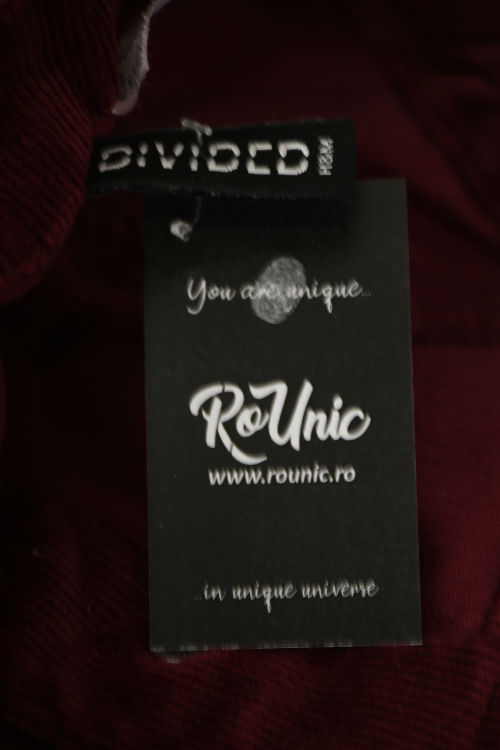 DIVIDED H&M
You are unique...
RoUnic
www.rounic.ro
...in unique universe